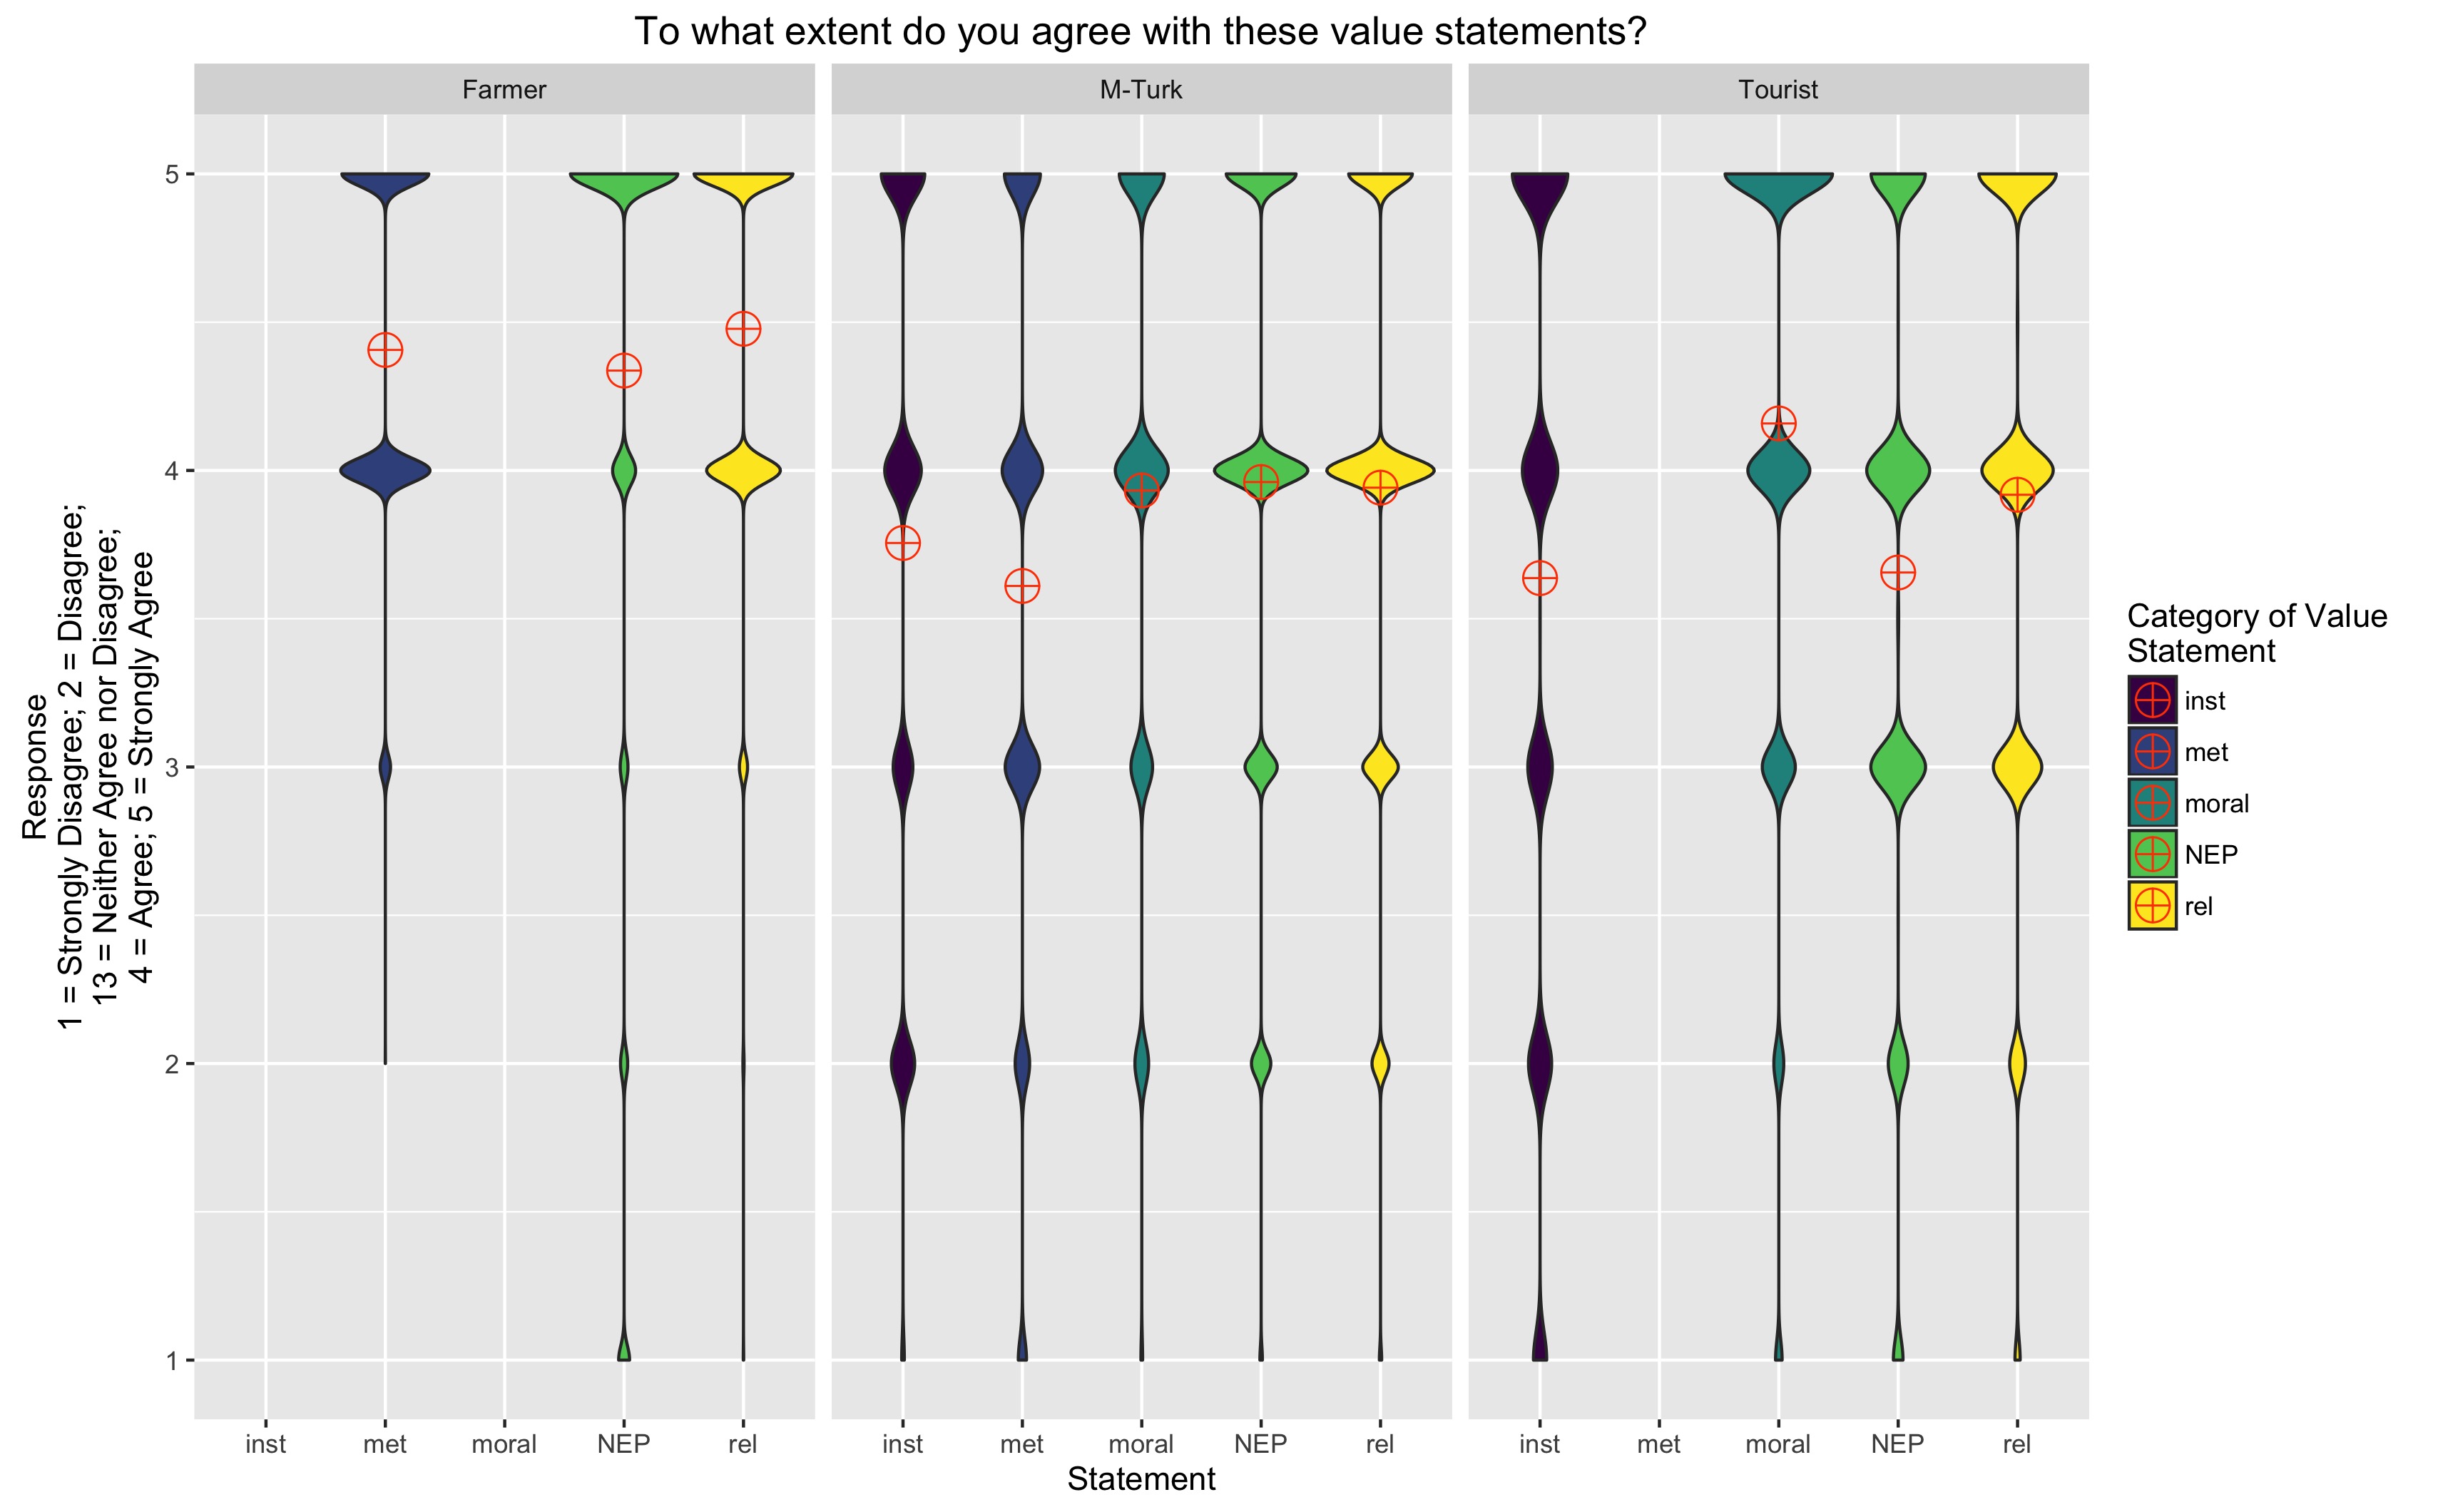 To what extent do you agree with these value statements?
Farmer
M-Turk
Tourist
Response
1 = Strongly Disagree; 2 = Disagree;
13 = Neither Agree nor Disagree;
4 = Agree; 5 = Strongly Agree
5
4
3
2
1
inst met moral NEP rel
inst met moral NEP rel
inst met moral NEP rel
Statement
Category of Value
Statement
inst
met
moral
NEP
rel